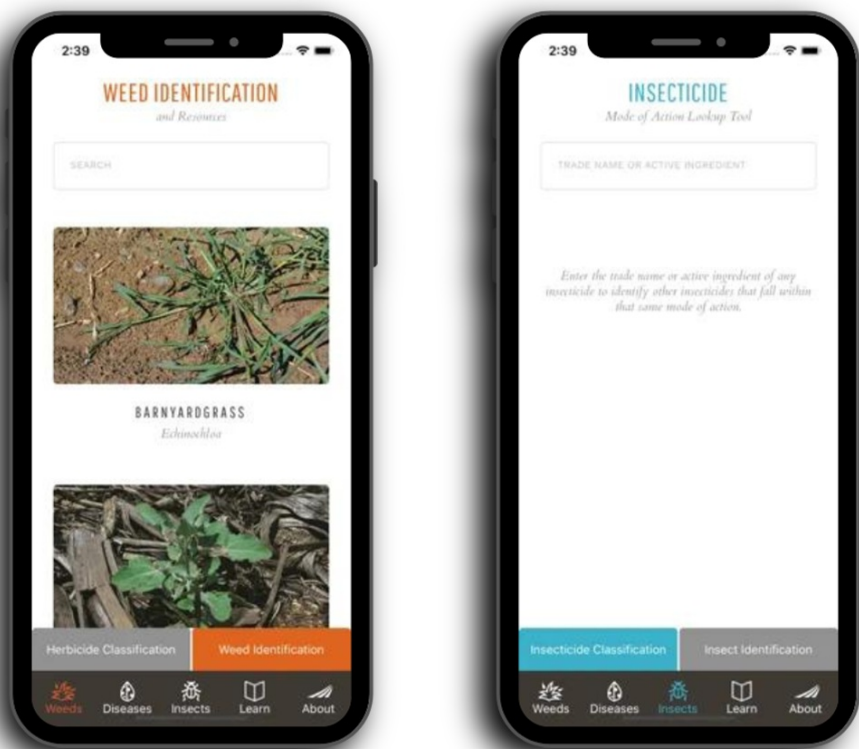 2:39
WEED IDENTIFICATION
and Resources
SEARCH
BARNYARDGRASS
Echinochloa
Herbicide Classification
Weed Identification
Weeds
Diseases
Insects
Learn
About
2:39
INSECTICIDE
Mode of Action Lookup Tool
TRADE NAME OR ACTIVE INGREDIENT
Enter the trade name or active ingredient of any
insecticide to identify other insecticides that fall within
that same mode of action.
Insecticide Classification
Insect Identification
Weeds
Diseases
Insects
Learn
About